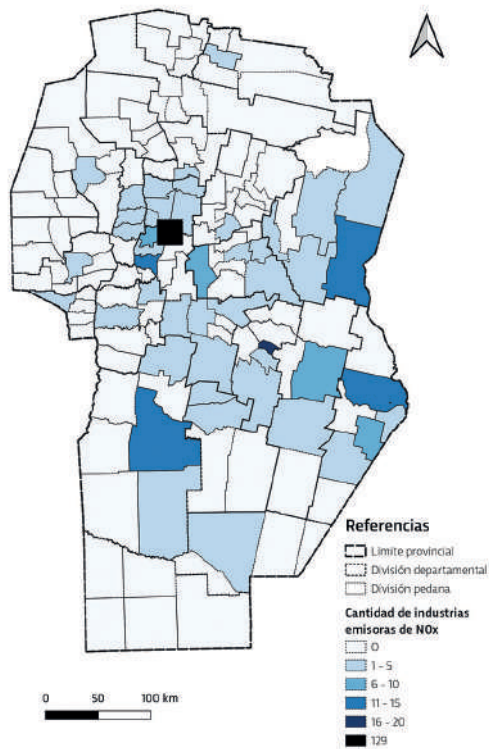 0 50 100 km
Referencias
Límite provincial
División departamental
División pedana
Cantidad de industrias
emisoras de NOx
0
1 - 5
6 - 10
11 - 15
16 - 20
129